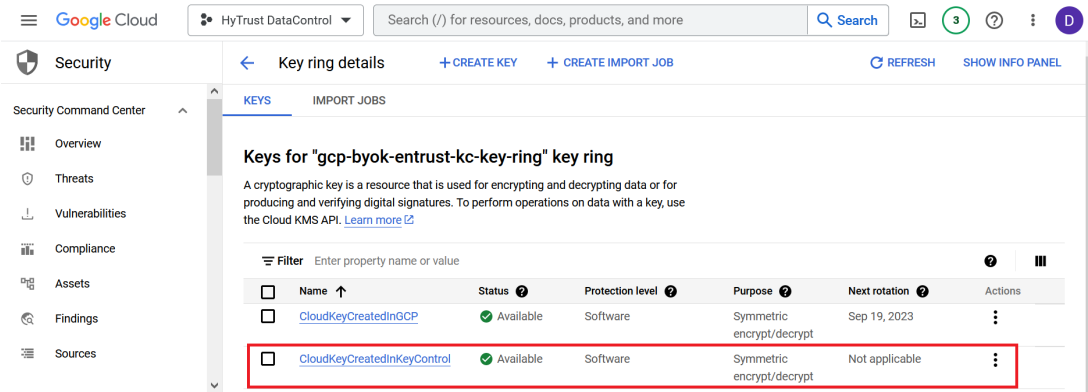 Google Cloud
HyTrust DataControl
Search (/) for resources, docs, products, and more
Search
3
D
Security
Key ring details
+ CREATE KEY
+ CREATE IMPORT JOB
REFRESH
SHOW INFO PANEL
Security Command Center
Overview
Threats
Vulnerabilities
Compliance
Assets
Findings
Sources
KEYS
IMPORT JOBS
Keys for "gcp-byok-entrust-kc-key-ring" key ring
A cryptographic key is a resource that is used for encrypting and decrypting data or for
producing and verifying digital signatures. To perform operations on data with a key, use
the Cloud KMS API. Learn more
Filter Enter property name or value
Name Status Protection level Purpose Next rotation Actions
CloudKeyCreatedInGCP Available Software Symmetric Sep 19, 2023
encrypt/decrypt
CloudKeyCreatedInKeyControl Available Software Symmetric Not applicable
encrypt/decrypt